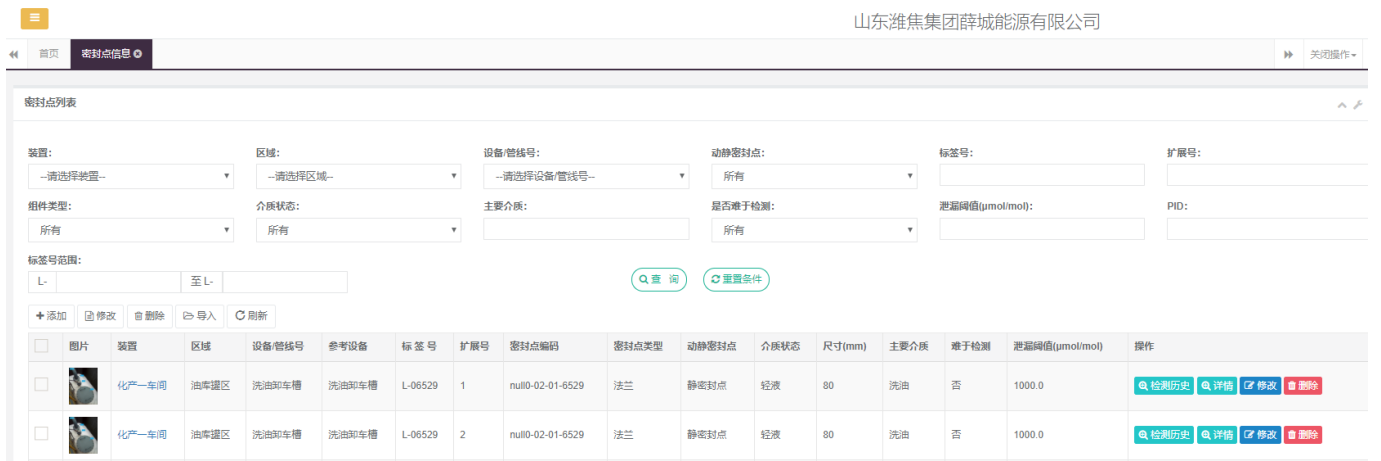 山东潍焦集团薛城能源有限公司
首页 密封点信息 关闭操作
密封点列表
装置: 区域: 设备/管线号: 动静密封点: 标签号: 扩展号:
--请选择装置-- --请选择区域-- --请选择设备/管线号-- 所有
组件类型: 介质状态: 主要介质: 是否难于检测: 泄漏阈值(μmol/mol): PID:
所有 所有 所有
标签号范围:
L- 至 L- 查 询 重置条件
添加 修改 删除 导入 刷新
图片 装置 区域 设备/管线号 参考设备 标 签 号 扩展号 密封点编码 密封点类型 动静密封点 介质状态 尺寸(mm) 主要介质 难于检测 泄漏阈值(μmol/mol) 操作
化产一车间 油库罐区 洗油卸车槽 洗油卸车槽 L-06529 1 null0-02-01-6529 法兰 静密封点 轻液 80 洗油 否 1000.0 检测历史 详情 修改 删除
化产一车间 油库罐区 洗油卸车槽 洗油卸车槽 L-06529 2 null0-02-01-6529 法兰 静密封点 轻液 80 洗油 否 1000.0 检测历史 详情 修改 删除